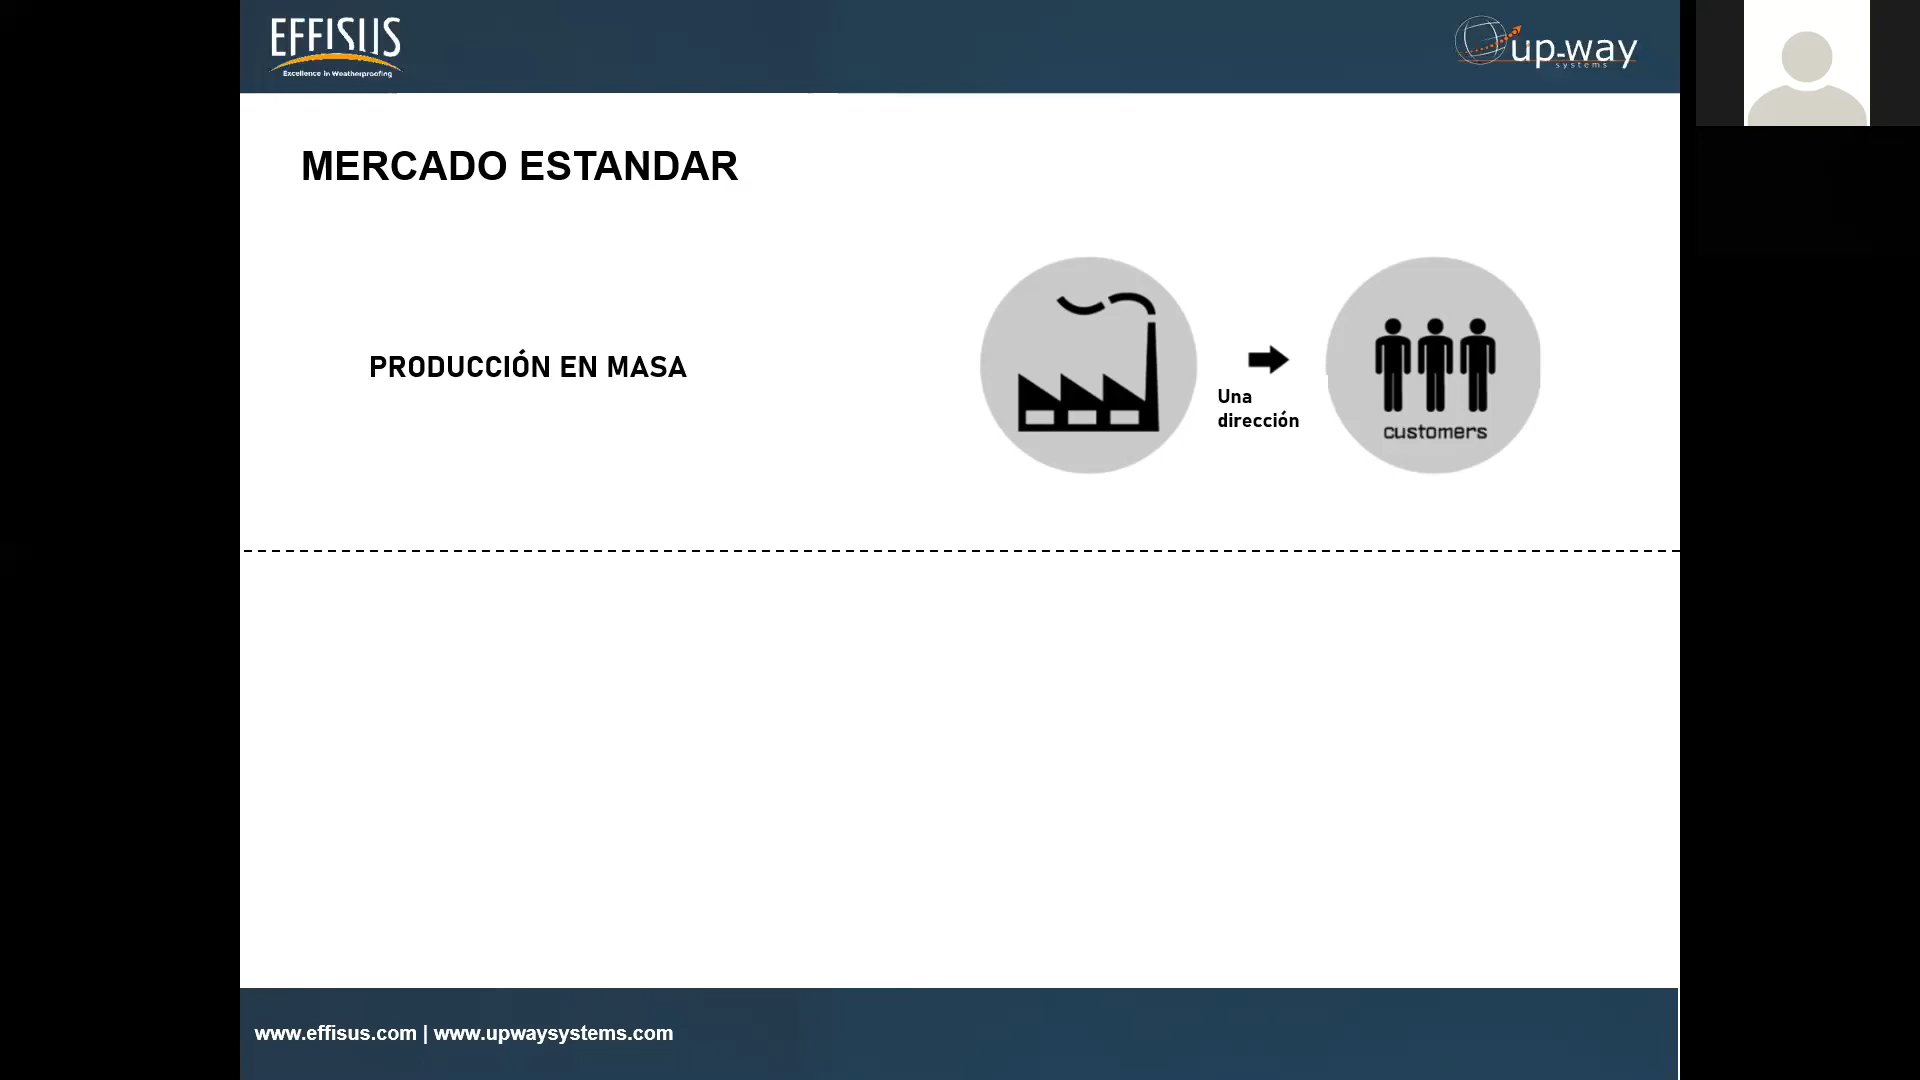 EFFISUS
Excellence in Weatherproofing
up-way
systems
MERCADO ESTANDAR
PRODUCCIÓN EN MASA
Una
dirección
customers
www.effisus.com | www.upwaysystems.com